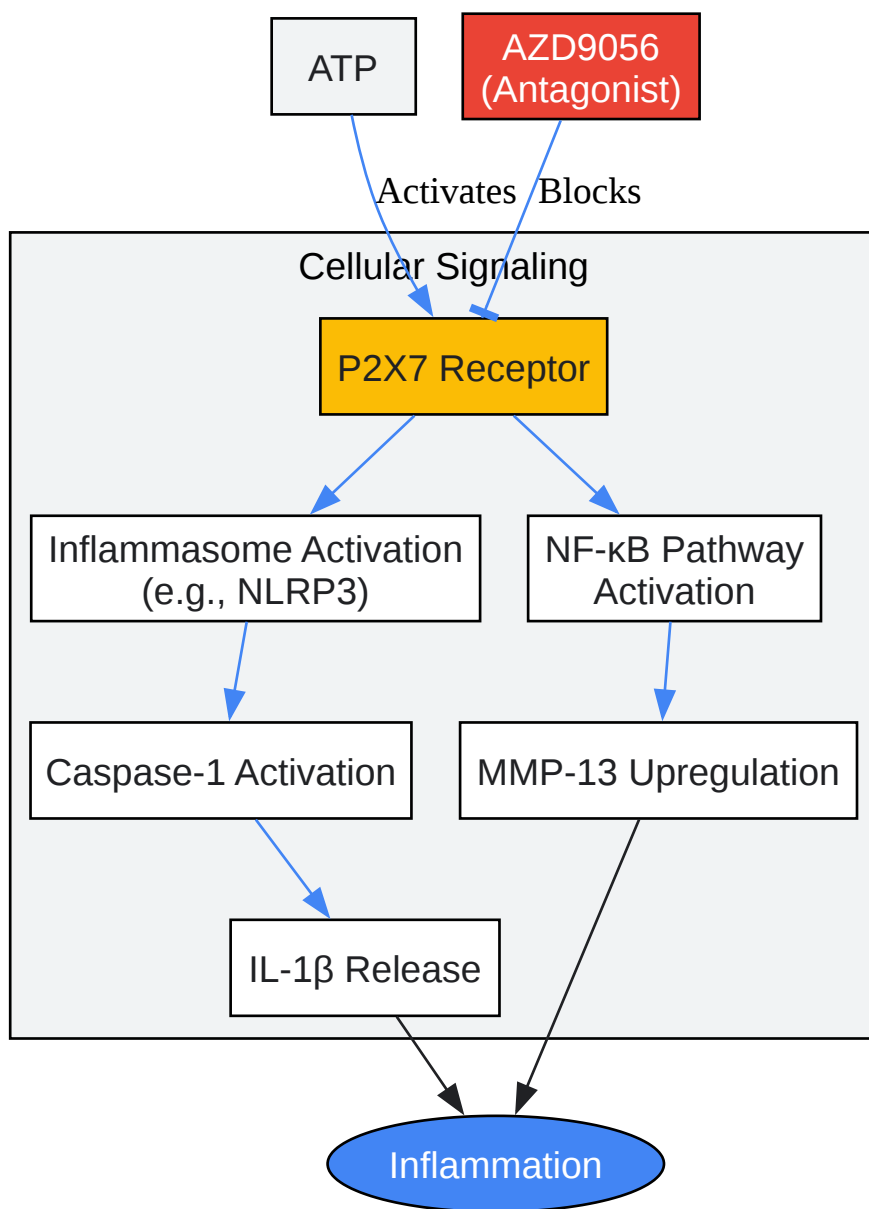 ATP
AZD9056
(Antagonist)
Activates
Blocks
Cellular Signaling
P2X7 Receptor
Inflammasome Activation
(e.g., NLRP3)
NF-κB Pathway
Activation
Caspase-1 Activation
MMP-13 Upregulation
IL-1β Release
Inflammation